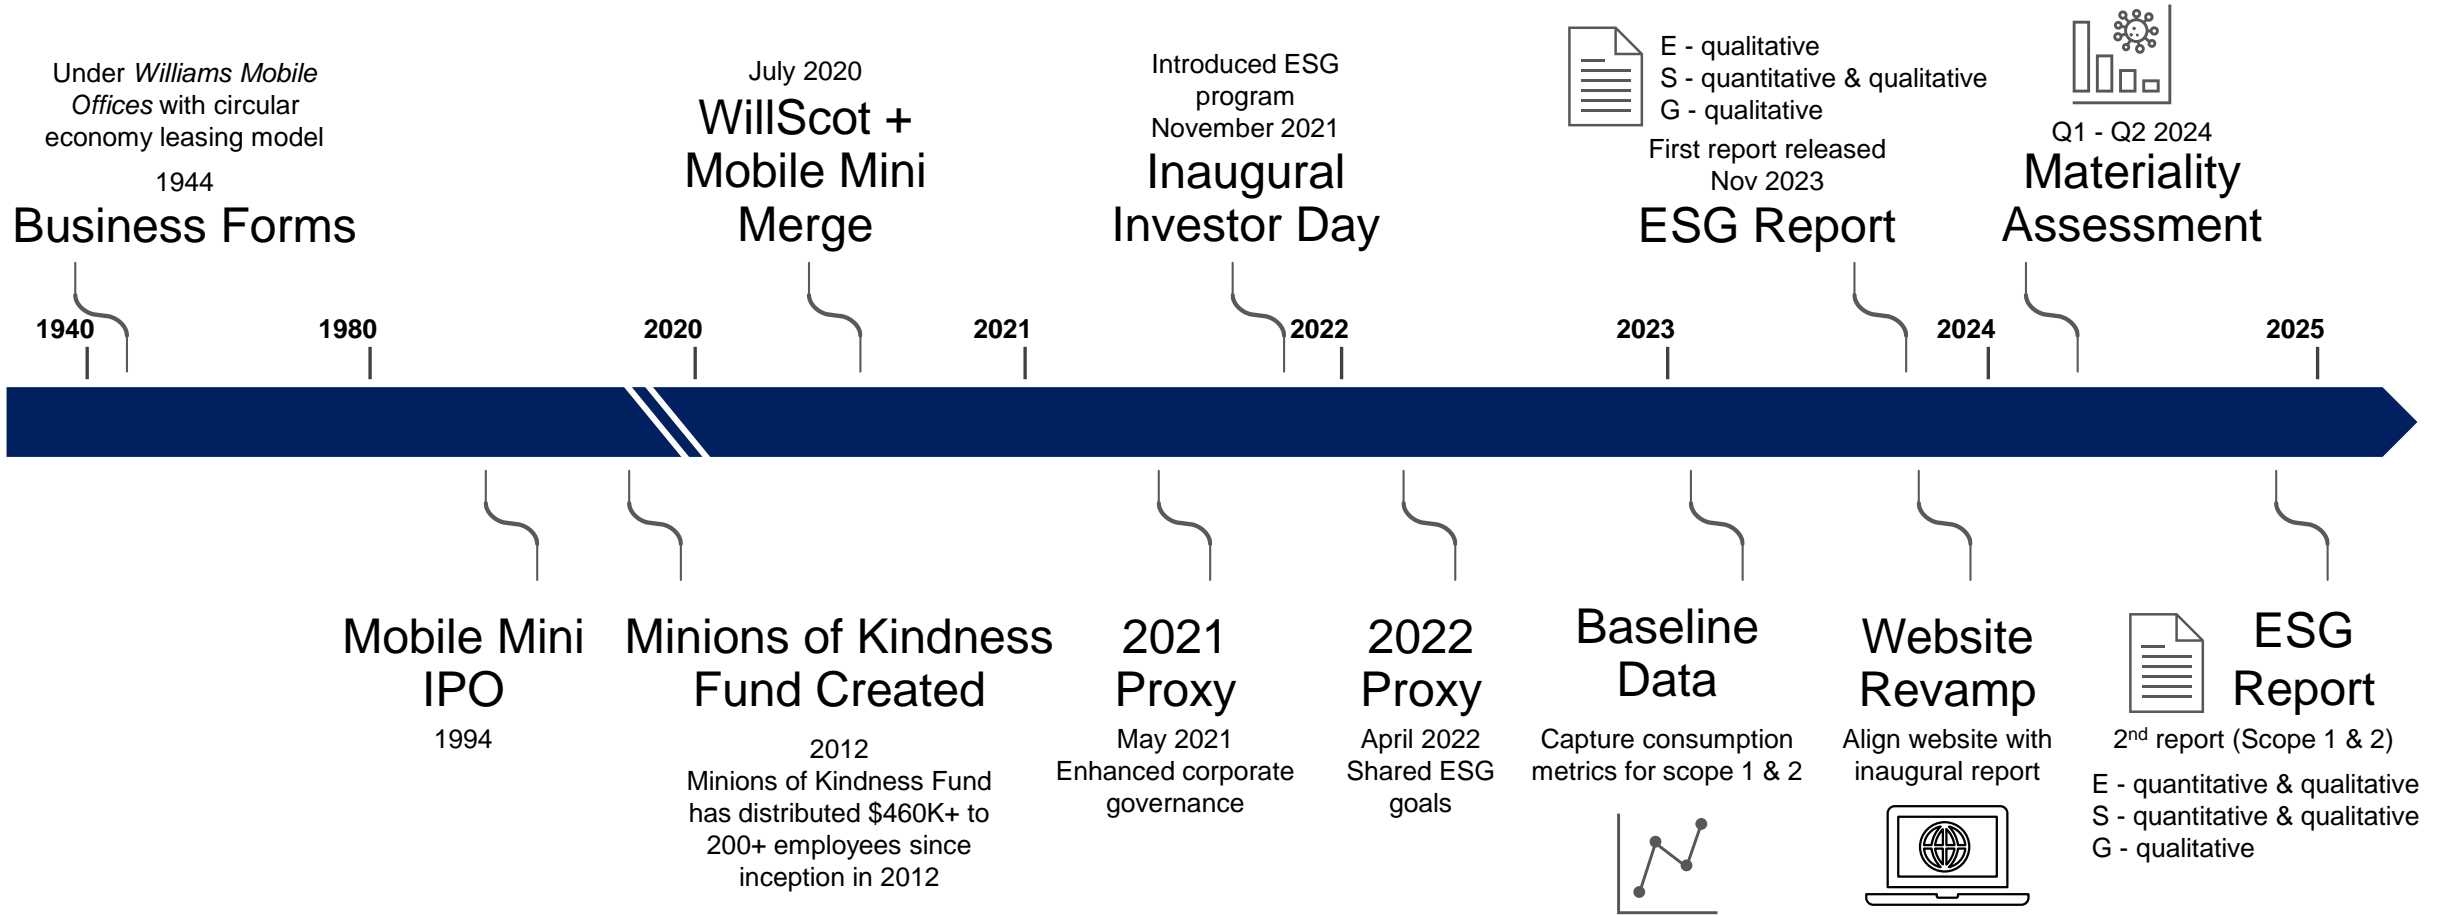 Under Williams Mobile
Offices with circular
economy leasing model
1944
Business Forms
July 2020
WillScot +
Mobile Mini
Merge
Introduced ESG
program
November 2021
Inaugural
Investor Day
E - qualitative
S - quantitative & qualitative
G - qualitative
First report released
Nov 2023
ESG Report
Q1 - Q2 2024
Materiality
Assessment
1940
1980
2020
2021
2022
2023
2024
2025
Mobile Mini
IPO
1994
Minions of Kindness
Fund Created
2012
Minions of Kindness Fund
has distributed $460K+ to
200+ employees since
inception in 2012
2021
Proxy
May 2021
Enhanced corporate
governance
2022
Proxy
April 2022
Shared ESG
goals
Baseline
Data
Capture consumption
metrics for scope 1 & 2
Website
Revamp
Align website with
inaugural report
ESG
Report
2nd report (Scope 1 & 2)
E - quantitative & qualitative
S - quantitative & qualitative
G - qualitative